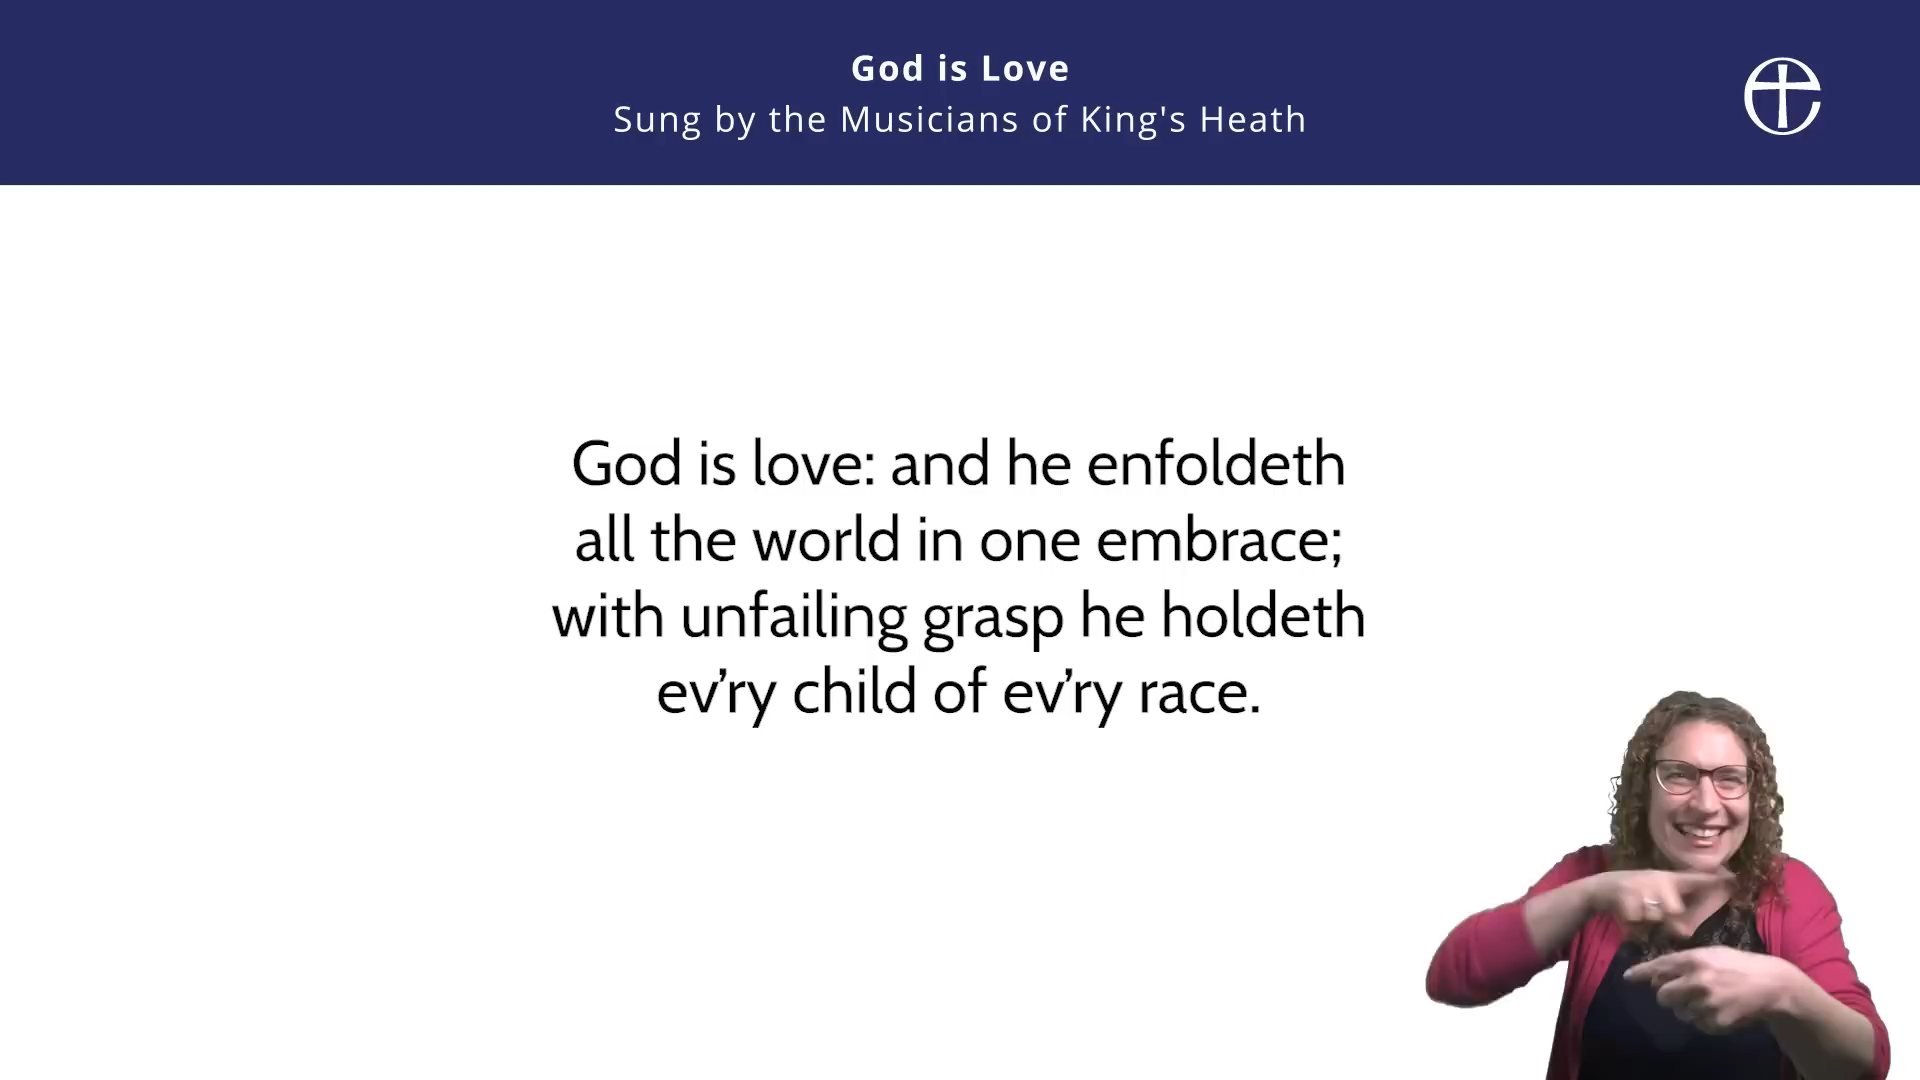 God is Love
Sung by the Musicians of King's Heath
God is love: and he enfoldeth
all the world in one embrace;
with unfailing grasp he holdeth
ev’ry child of ev’ry race.